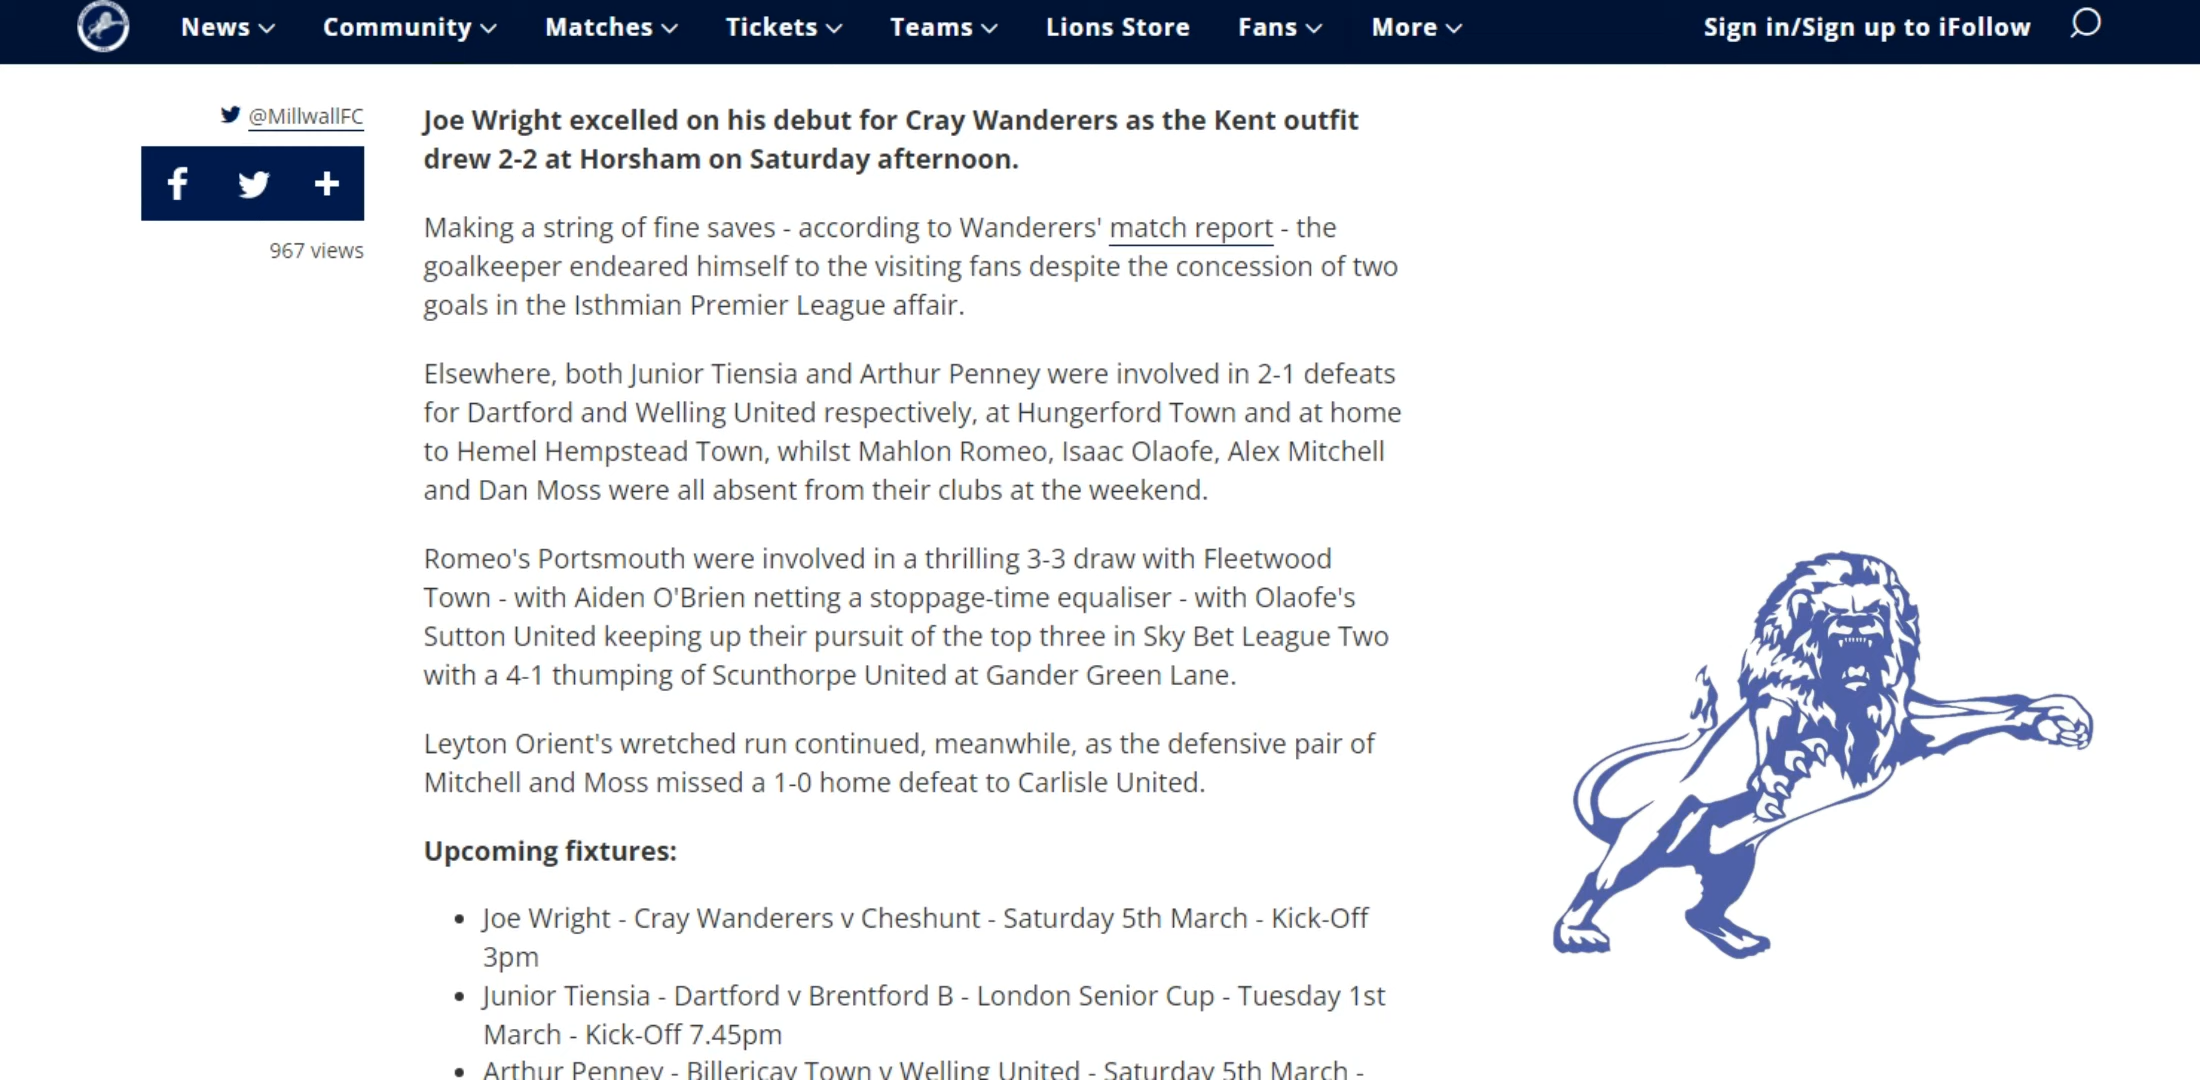 News Community Matches Tickets Teams Lions Store Fans More Sign in/Sign up to iFollow
@MillwallFC
967 views
Joe Wright excelled on his debut for Cray Wanderers as the Kent outfit
drew 2-2 at Horsham on Saturday afternoon.
Making a string of fine saves - according to Wanderers' match report - the
goalkeeper endeared himself to the visiting fans despite the concession of two
goals in the Isthmian Premier League affair.
Elsewhere, both Junior Tiensia and Arthur Penney were involved in 2-1 defeats
for Dartford and Welling United respectively, at Hungerford Town and at home
to Hemel Hempstead Town, whilst Mahlon Romeo, Isaac Olaofe, Alex Mitchell
and Dan Moss were all absent from their clubs at the weekend.
Romeo's Portsmouth were involved in a thrilling 3-3 draw with Fleetwood
Town - with Aiden O'Brien netting a stoppage-time equaliser - with Olaofe's
Sutton United keeping up their pursuit of the top three in Sky Bet League Two
with a 4-1 thumping of Scunthorpe United at Gander Green Lane.
Leyton Orient's wretched run continued, meanwhile, as the defensive pair of
Mitchell and Moss missed a 1-0 home defeat to Carlisle United.
Upcoming fixtures:
• Joe Wright - Cray Wanderers v Cheshunt - Saturday 5th March - Kick-Off
3pm
• Junior Tiensia - Dartford v Brentford B - London Senior Cup - Tuesday 1st
March - Kick-Off 7.45pm
• Arthur Penney - Billericay Town v Welling United - Saturday 5th March -